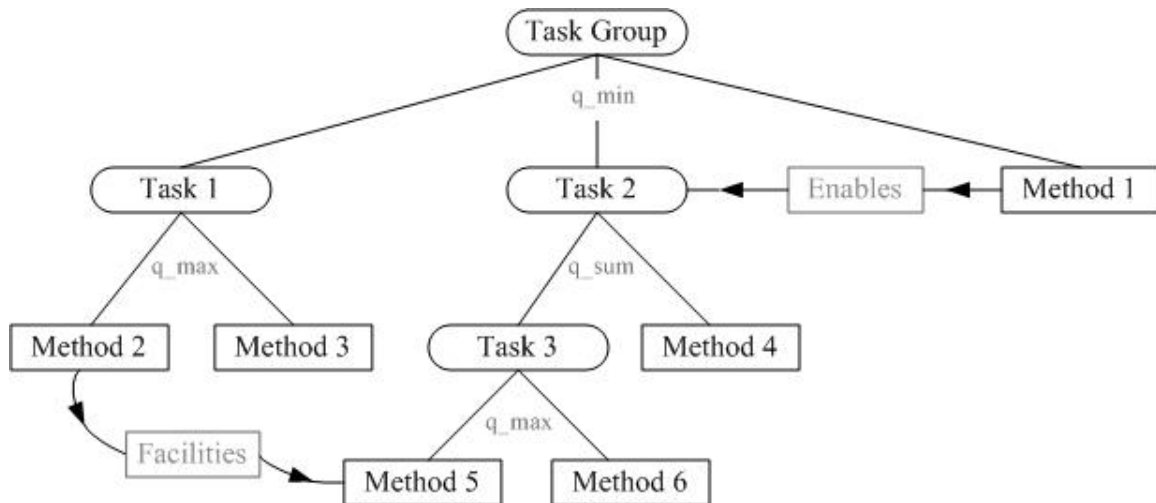 Task Group
q_min
Task 1
Task 2
Enables
Method 1
q_max
q_sum
Method 2
Method 3
Task 3
Method 4
q_max
Facilities
Method 5
Method 6